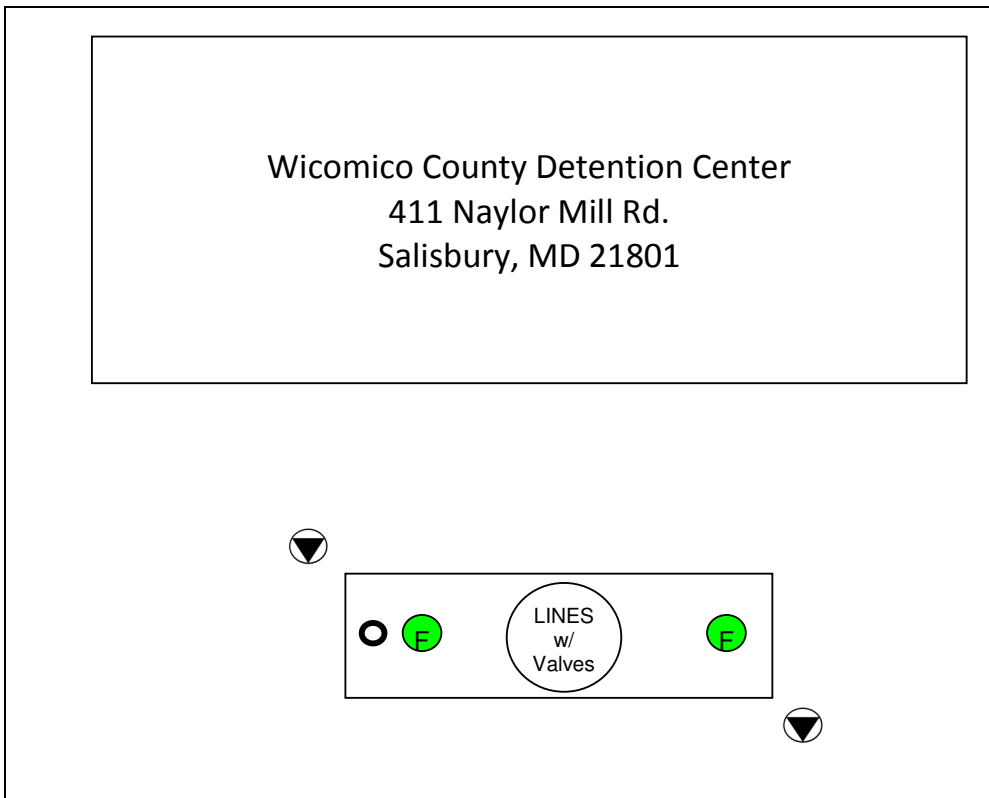 Wicomico County Detention Center
411 Naylor Mill Rd.
Salisbury, MD 21801
LINES
F F
w/
Valves